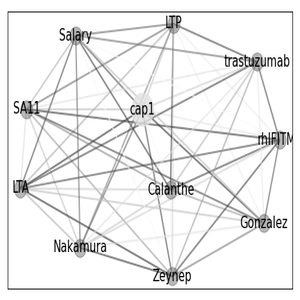 LTP
Salary
trastuzumab
SA11
cap1
rhIFITM
LTA
Calanthe
Gonzalez
Nakamura
Zeynep